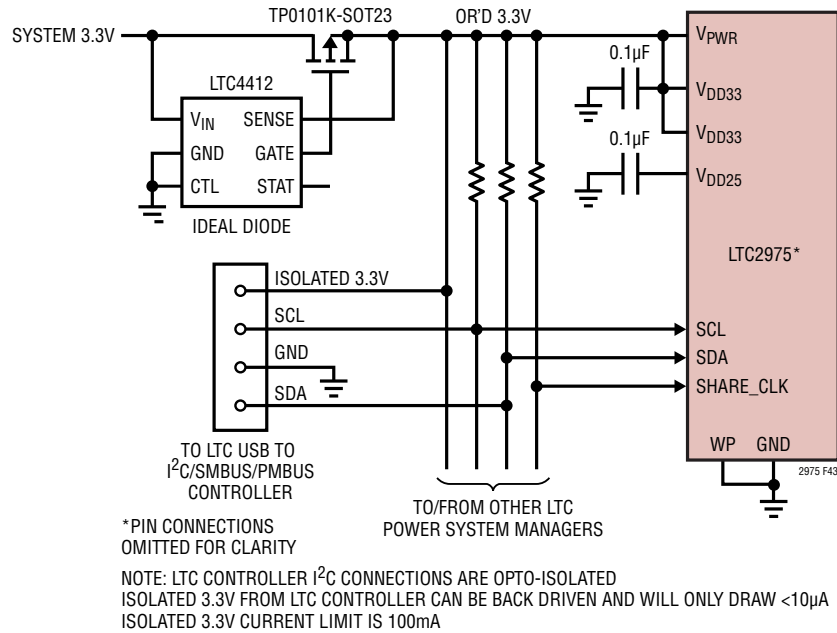 TP0101K-SOT23
OR'D 3.3V
SYSTEM 3.3V
LTC4412
VIN SENSE
GND GATE
CTL STAT
IDEAL DIODE
0.1µF
0.1µF
VPWR
VDD33
VDD33
VDD25
LTC2975*
SCL
SDA
SHARE_CLK
WP GND
2975 F43
ISOLATED 3.3V
SCL
GND
SDA
TO LTC USB TO
I2C/SMBUS/PMBUS
CONTROLLER
TO/FROM OTHER LTC
POWER SYSTEM MANAGERS
*PIN CONNECTIONS
OMITTED FOR CLARITY
NOTE: LTC CONTROLLER I2C CONNECTIONS ARE OPTO-ISOLATED
ISOLATED 3.3V FROM LTC CONTROLLER CAN BE BACK DRIVEN AND WILL ONLY DRAW <10µA
ISOLATED 3.3V CURRENT LIMIT IS 100mA